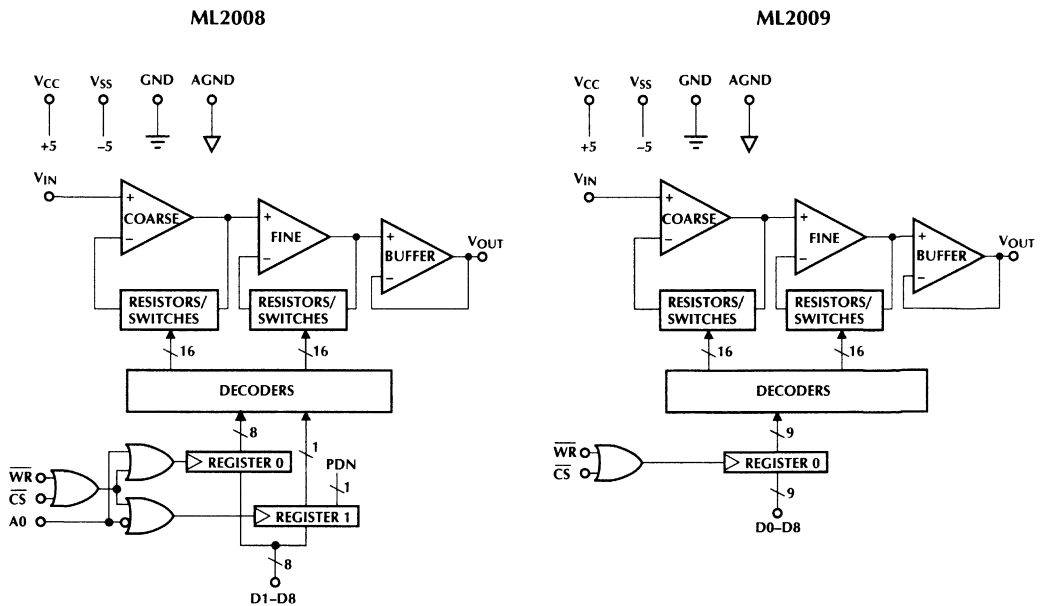 ML2008
VCC
VSS
GND
AGND
+5
–5
VIN
+
COARSE
–
+
FINE
–
+
BUFFER
–
VOUT
RESISTORS/
SWITCHES
RESISTORS/
SWITCHES
16
16
DECODERS
8
1
WR
CS
A0
REGISTER 0
PDN
1
REGISTER 1
8
D1–D8
ML2009
VCC
VSS
GND
AGND
+5
–5
VIN
+
COARSE
–
+
FINE
–
+
BUFFER
–
VOUT
RESISTORS/
SWITCHES
RESISTORS/
SWITCHES
16
16
DECODERS
9
WR
CS
REGISTER 0
9
D0–D8